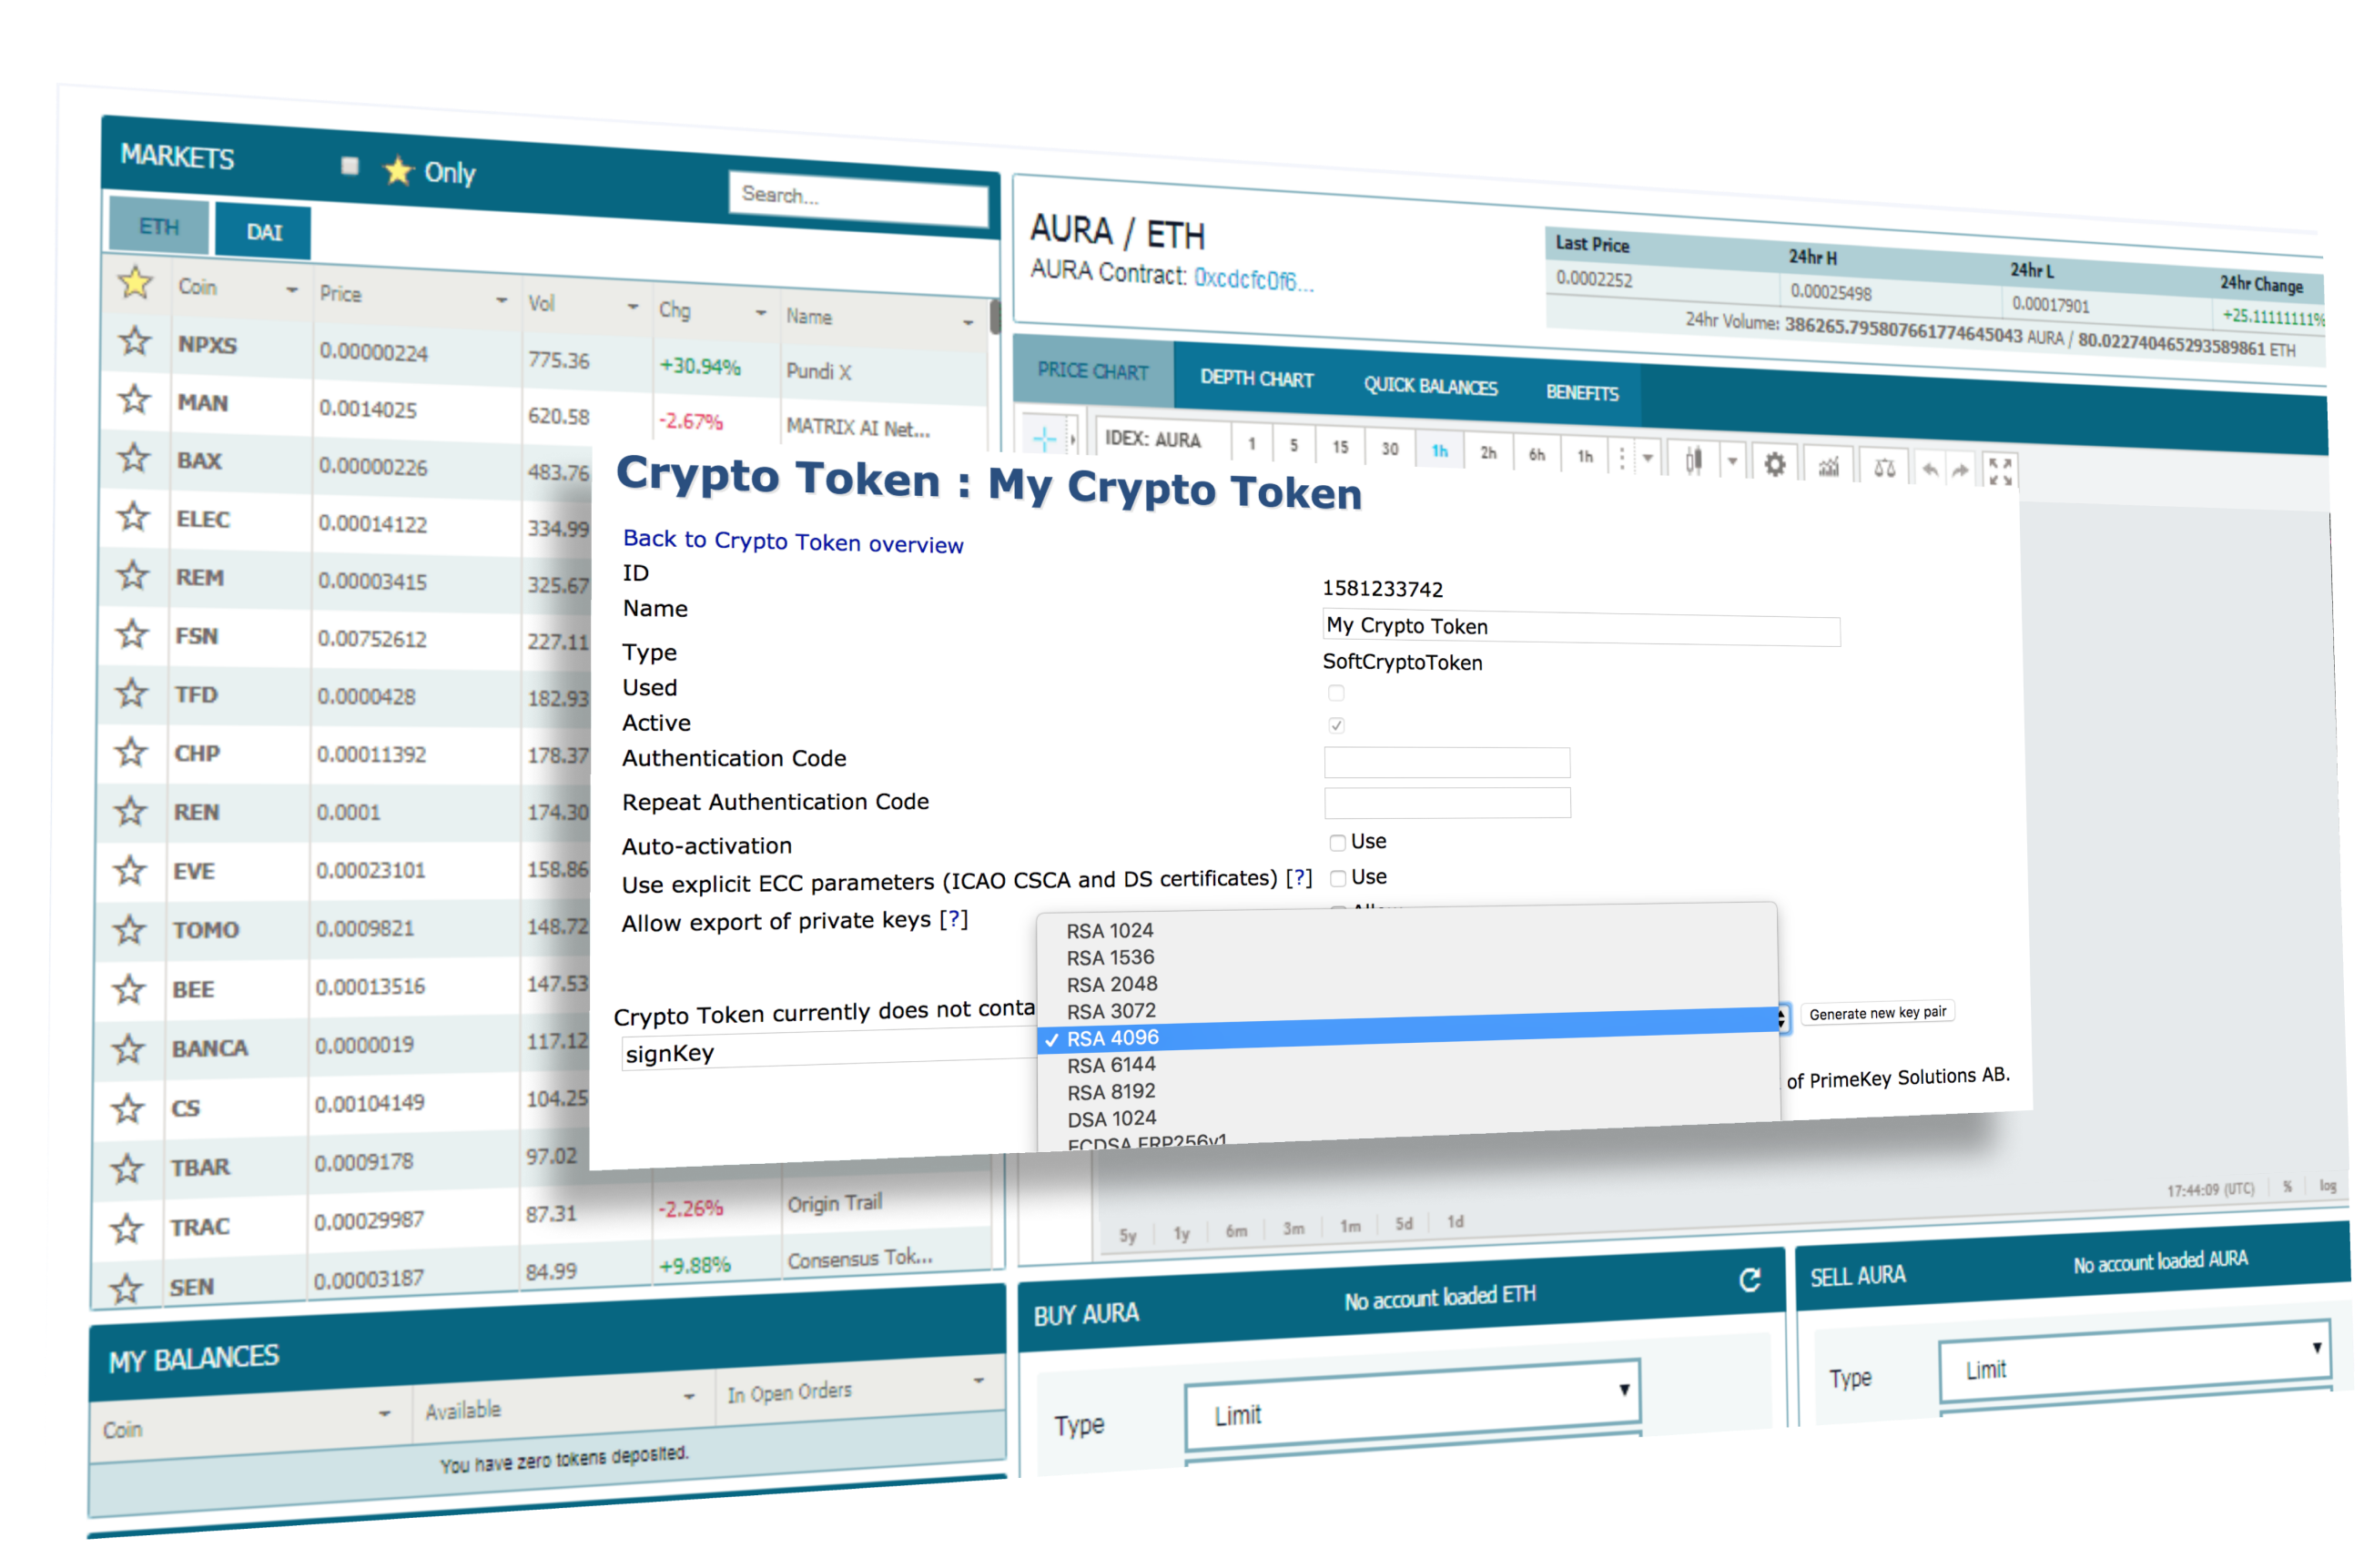 MARKETS Only Search...
ETH DAI
Coin Price Vol Chg Name
NPXS 0.00000224 775.36 +30.94% Pundi X
MAN 0.0014025 620.58 -2.67% MATRIX AI Net...
BAX 0.00000226 483.76
ELEC 0.00014122 334.99
REM 0.00003415 325.67
FSN 0.00752612 227.11
TFD 0.0000428 182.93
CHP 0.00011392 178.37
REN 0.0001 174.30
EVE 0.00023101 158.86
TOMO 0.0009821 148.72
BEE 0.00013516 147.53
BANCA 0.0000019 117.12
CS 0.00104149 104.25
TBAR 0.0009178 97.02
TRAC 0.00029987 87.31 -2.26% Origin Trail
SEN 0.00003187 84.99 +9.88% Consensus Tok...
MY BALANCES
Coin Available In Open Orders
You have zero tokens deposited.
AURA / ETH
AURA Contract: 0xcdcfc0f6...
Last Price 24hr H 24hr L 24hr Change
0.0002252 0.00025498 0.00017901 +25.11111111%
24hr Volume: 386265.795807661774645043 AURA / 80.022740465293589861 ETH
PRICE CHART DEPTH CHART QUICK BALANCES BENEFITS
IDEX: AURA 1 5 15 30 1h 2h 6h 1h
Crypto Token : My Crypto Token
Back to Crypto Token overview
ID 1581233742
Name My Crypto Token
Type SoftCryptoToken
Used
Active
Authentication Code
Repeat Authentication Code
Auto-activation Use
Use explicit ECC parameters (ICAO CSCA and DS certificates) [?] Use
Allow export of private keys [?]
RSA 1024
RSA 1536
RSA 2048
RSA 3072
✓ RSA 4096
RSA 6144
RSA 8192
DSA 1024
ECDSA FRP256v1
Crypto Token currently does not conta
signKey
Generate new key pair
of PrimeKey Solutions AB.
17:44:09 (UTC) % log
5y 1y 6m 3m 1m 5d 1d
BUY AURA No account loaded ETH
Type Limit
SELL AURA No account loaded AURA
Type Limit